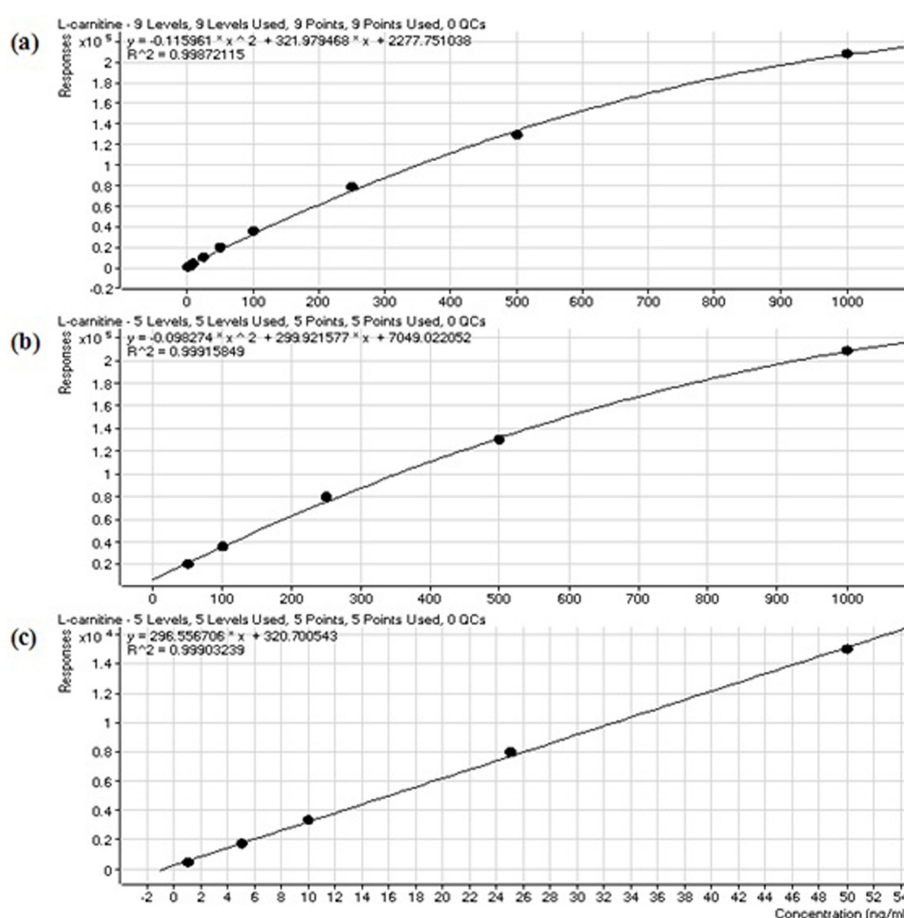 (a)
L-carnitine - 9 Levels, 9 Levels Used, 9 Points, 9 Points Used, 0 QCs
x10 5 y = -0.115961 * x ^ 2 + 321.979468 * x + 2277.751038
R^2 = 0.99872115
Responses
2
1.8
1.6
1.4
1.2
1
0.8
0.6
0.4
0.2
0
-0.2
0 100 200 300 400 500 600 700 800 900 1000
(b)
L-carnitine - 5 Levels, 5 Levels Used, 5 Points, 5 Points Used, 0 QCs
x10 5 y = -0.098274 * x ^ 2 + 299.921577 * x + 7049.022052
R^2 = 0.99915849
Responses
2
1.8
1.6
1.4
1.2
1
0.8
0.6
0.4
0.2
0 100 200 300 400 500 600 700 800 900 1000
(c)
L-carnitine - 5 Levels, 5 Levels Used, 5 Points, 5 Points Used, 0 QCs
x10 4 y = 296.556706 * x + 320.700543
R^2 = 0.99903239
Responses
1.4
1.2
1
0.8
0.6
0.4
0.2
0
-2 0 2 4 6 8 10 12 14 16 18 20 22 24 26 28 30 32 34 36 38 40 42 44 46 48 50 52
Concentration (ng/ml